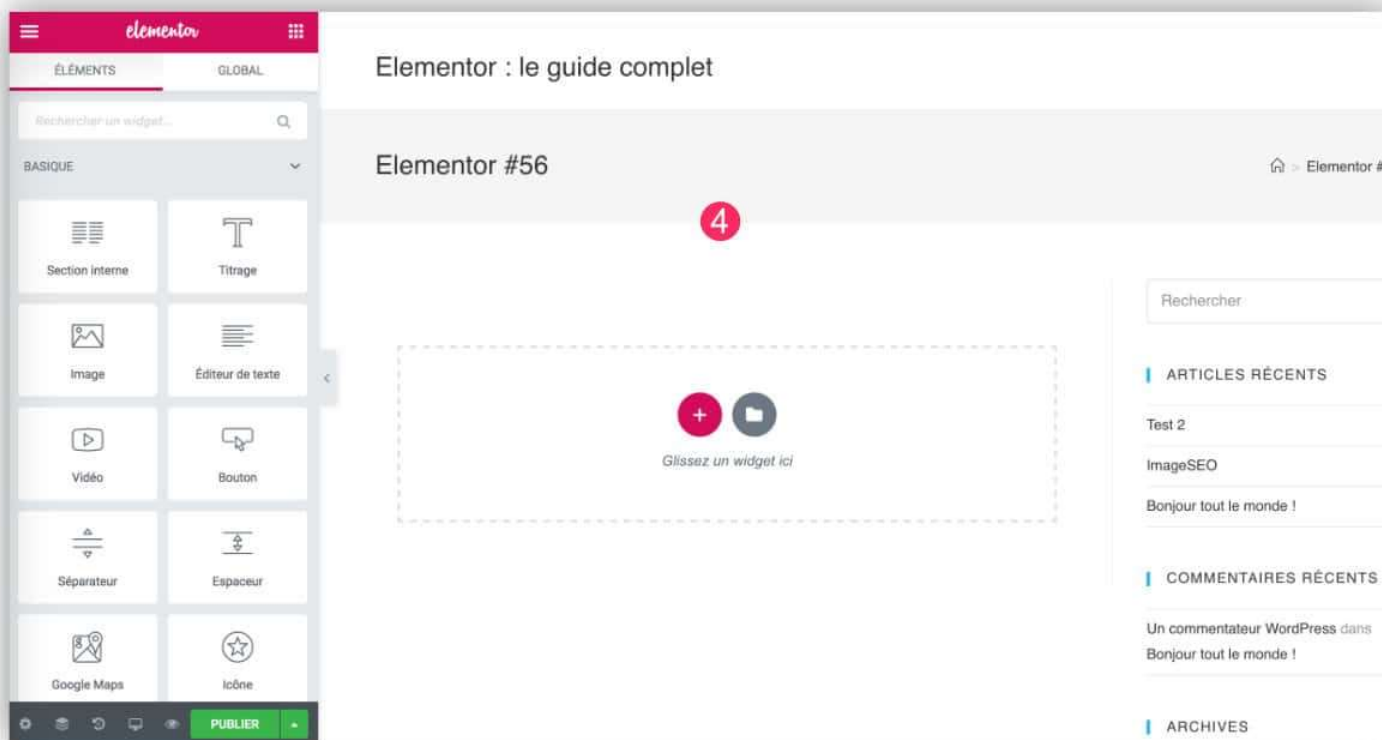 elementor
ÉLÉMENTS
GLOBAL
Rechercher un widget...
BASIQUE
Section interne
Titrage
Image
Éditeur de texte
Vidéo
Bouton
Séparateur
Espaceur
Google Maps
Icône
PUBLIER
Elementor : le guide complet
Elementor #56
> Elementor #
4
+
Glissez un widget ici
Rechercher
ARTICLES RÉCENTS
Test 2
ImageSEO
Bonjour tout le monde !
COMMENTAIRES RÉCENTS
Un commentateur WordPress dans
Bonjour tout le monde !
ARCHIVES